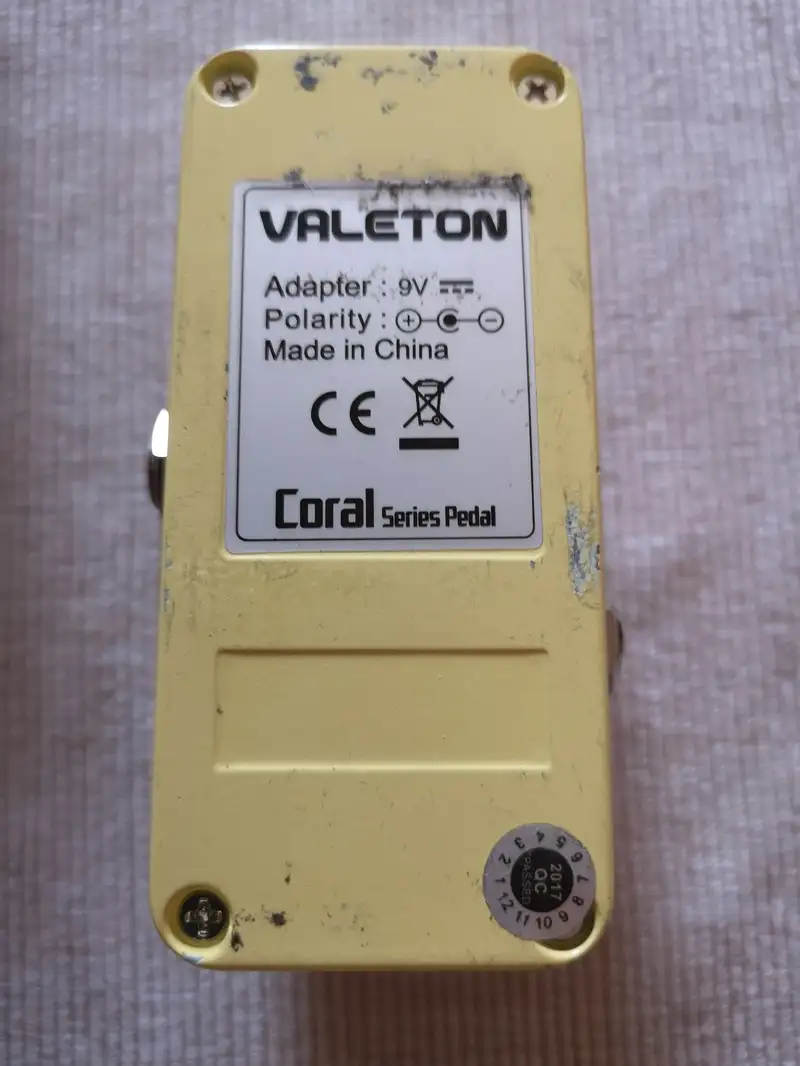 VALETON
Adapter : 9V
Polarity :
Made in China
CE
Coral Series Pedal
1 2 3 4 5 6 7 8 9 10 11 12
2017
QC
PASSED